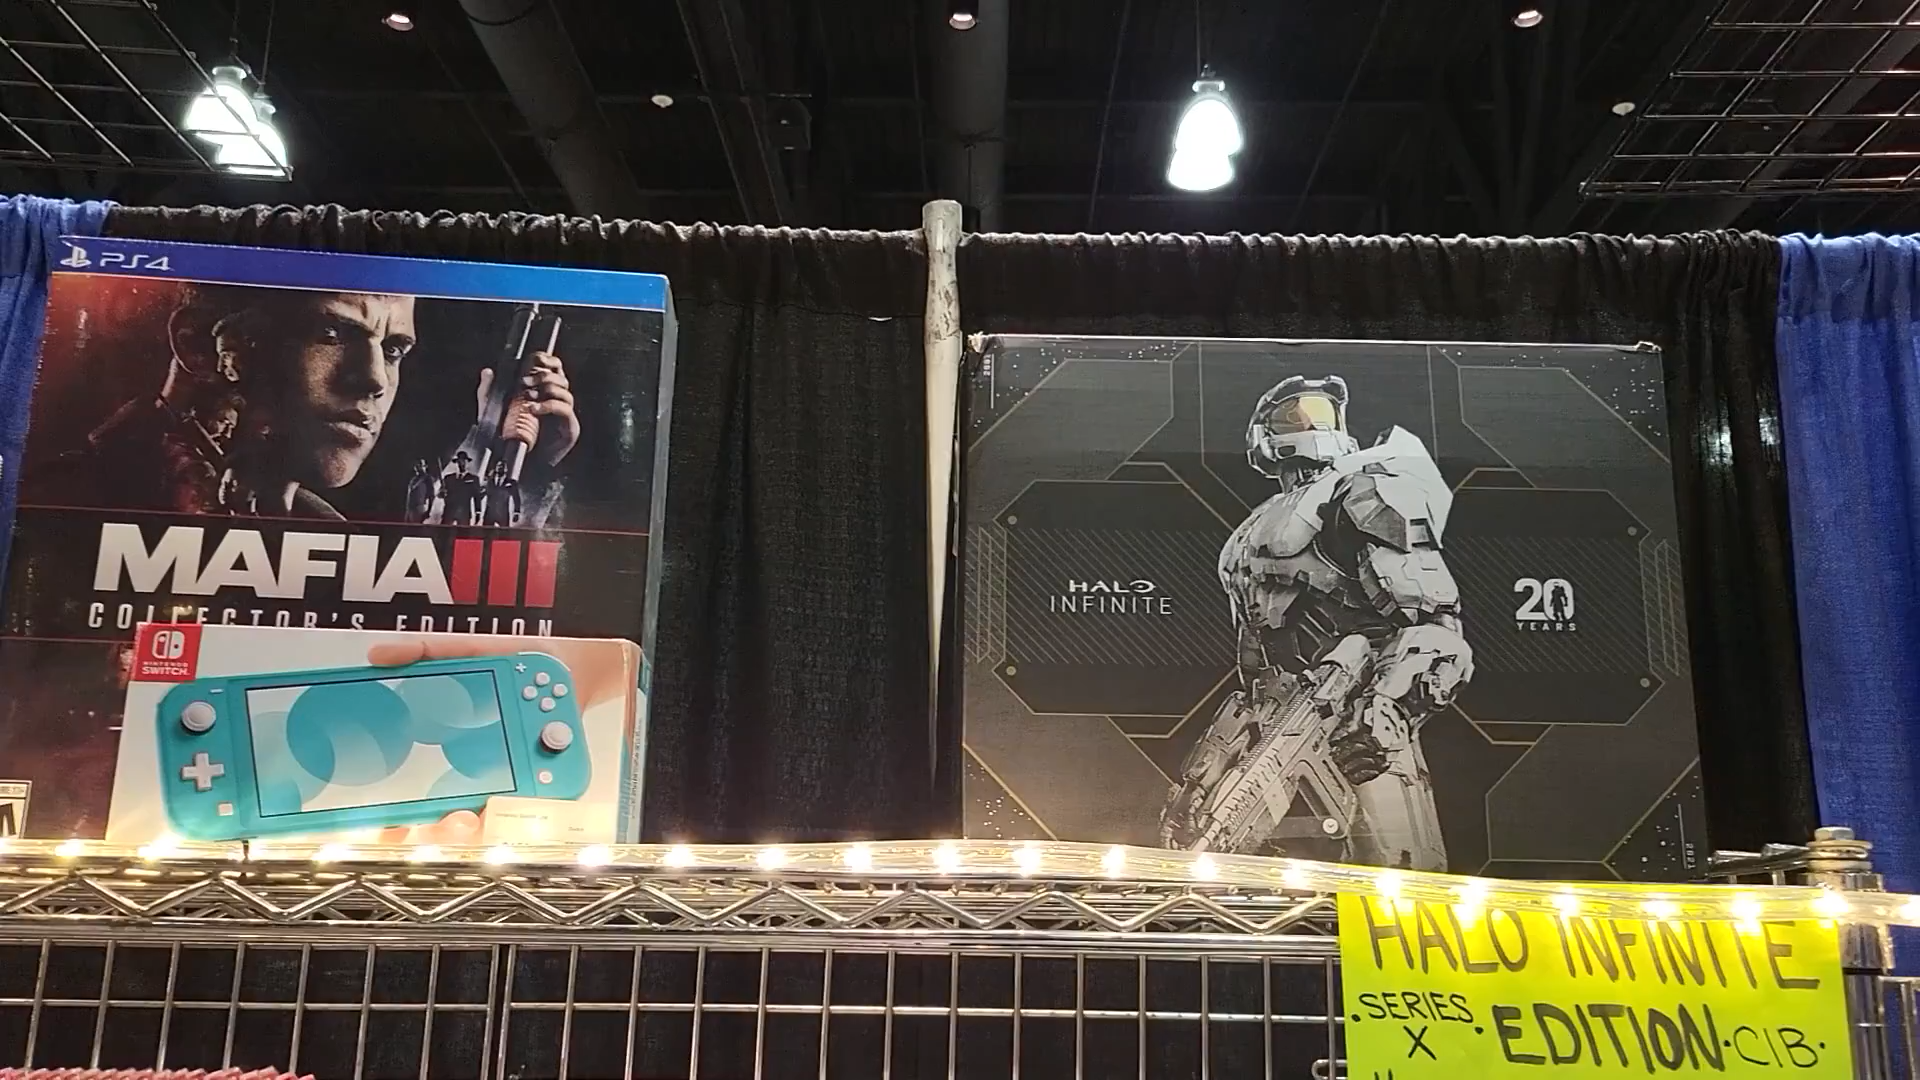 PS4
MAFIA III
COLLECTOR'S EDITION
NINTENDO
SWITCH
HALO
INFINITE
20
YEARS
HALO INFINITE
.SERIES.
X
EDITION.CIB.